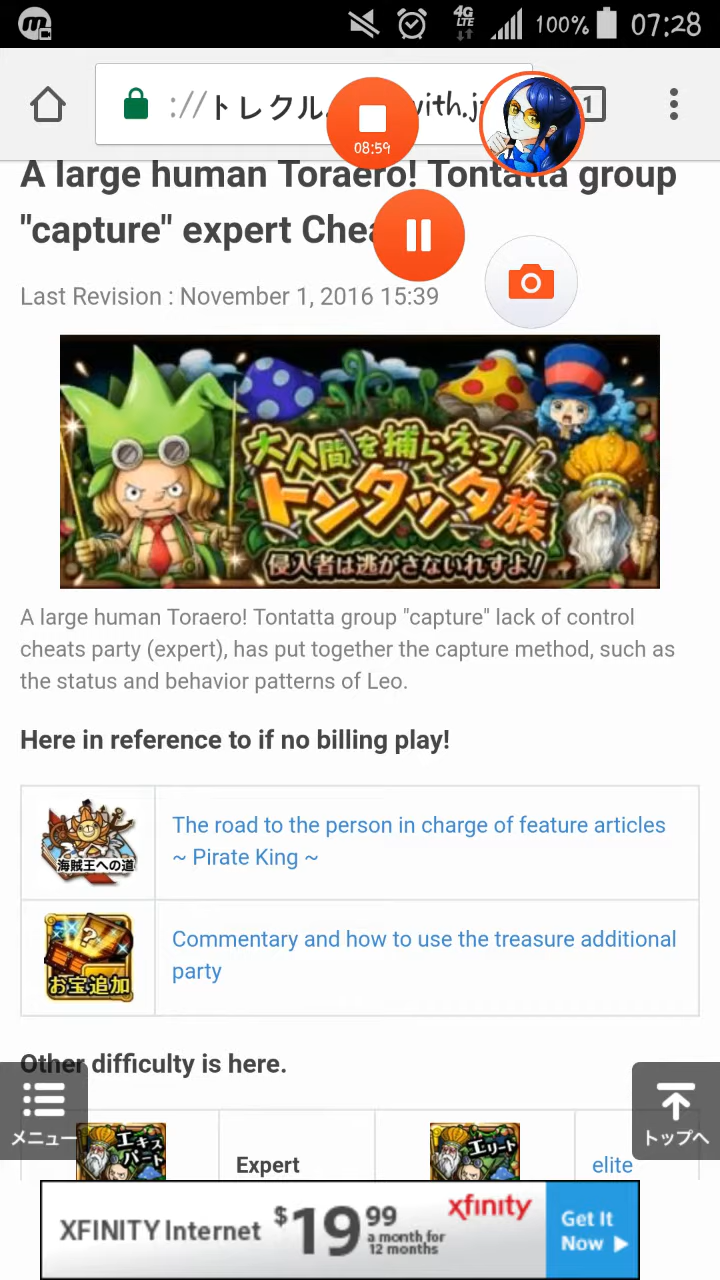 4G
LTE
100%
07:28
://トレクル
with.j
1
08:59
A large human Toraero! Tontatta group
"capture" expert Chea
Last Revision : November 1, 2016 15:39
大人間を捕らえろ!
トンタッタ族
侵入者は逃がさないれすよ!
A large human Toraero! Tontatta group "capture" lack of control
cheats party (expert), has put together the capture method, such as
the status and behavior patterns of Leo.
Here in reference to if no billing play!
海賊王への道
The road to the person in charge of feature articles
~ Pirate King ~
お宝追加
Commentary and how to use the treasure additional
party
Other difficulty is here.
メニュー
トップへ
エキス
パート
Expert
エリート
elite
XFINITY Internet
$19 99
a month for
12 months
xfinity
Get It
Now